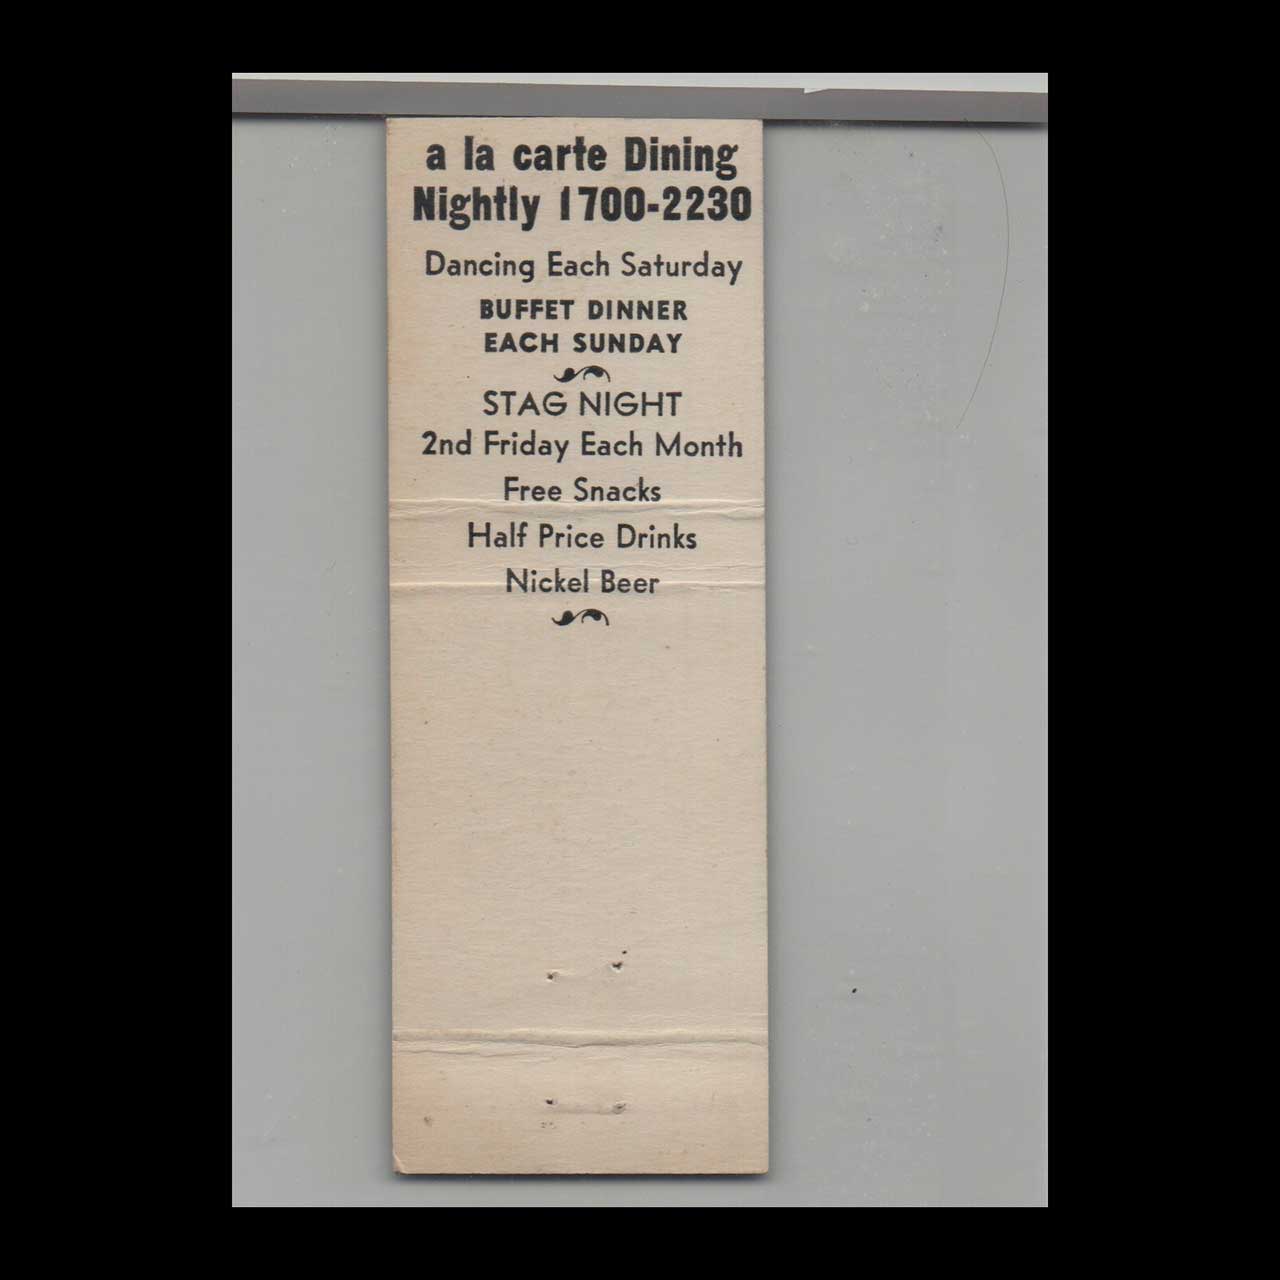 a la carte Dining
Nightly 1700-2230
Dancing Each Saturday
BUFFET DINNER
EACH SUNDAY
STAG NIGHT
2nd Friday Each Month
Free Snacks
Half Price Drinks
Nickel Beer